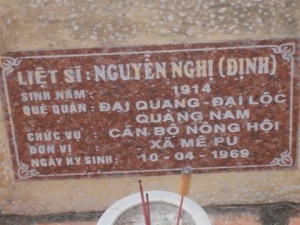 LIỆT SĨ : NGUYỄN NGHỊ (ĐỊNH)
SINH NĂM : 1914
QUÊ QUÁN : ĐẠI QUANG - ĐẠI LỘC
QUẢNG NAM
CHỨC VỤ : CÁN BỘ NÔNG HỘI
ĐƠN VỊ : XÃ MÊ PU
NGÀY HY SINH : 10 - 04 - 1969